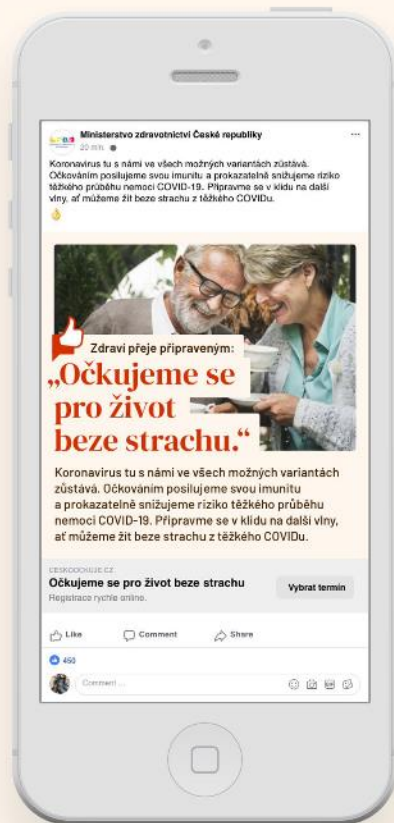 Ministerstvo zdravotnictví České republiky
20 min.
Koronavirus tu s námi ve všech možných variantách zůstává.
Očkováním posilujeme svou imunitu a prokazatelně snižujeme riziko
těžkého průběhu nemoci COVID-19. Připravme se v klidu na další
vlny, ať můžeme žít beze strachu z těžkého COVIDu.
Zdraví přeje připraveným:
„Očkujeme se
pro život
beze strachu.“
Koronavirus tu s námi ve všech možných variantách
zůstává. Očkováním posilujeme svou imunitu
a prokazatelně snižujeme riziko těžkého průběhu
nemoci COVID-19. Připravme se v klidu na další vlny,
ať můžeme žít beze strachu z těžkého COVIDu.
CESKOOCKUJE.CZ
Očkujeme se pro život beze strachu
Vybrat termín
Registrace rychle online.
Like
Comment
Share
450
Comment ...